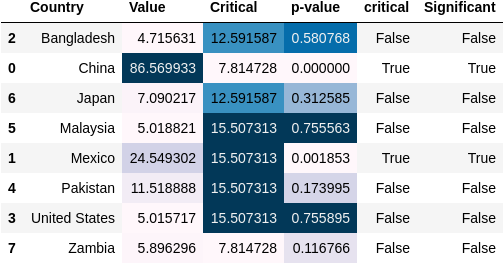 Country Value Critical p-value critical Significant
2 Bangladesh 4.715631 12.591587 0.580768 False False
0 China 86.569933 7.814728 0.000000 True True
6 Japan 7.090217 12.591587 0.312585 False False
5 Malaysia 5.018821 15.507313 0.755563 False False
1 Mexico 24.549302 15.507313 0.001853 True True
4 Pakistan 11.518888 15.507313 0.173995 False False
3 United States 5.015717 15.507313 0.755895 False False
7 Zambia 5.896296 7.814728 0.116766 False False